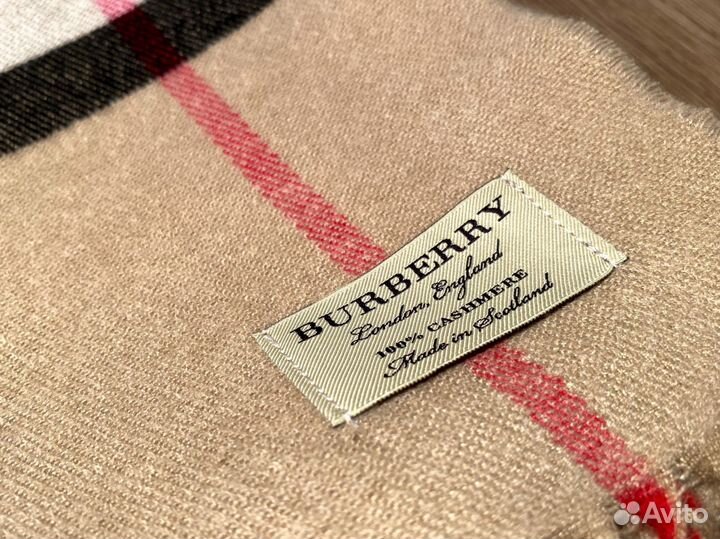 BURBERRY
London, England
100% CASHMERE
Made in Scotland
Avito